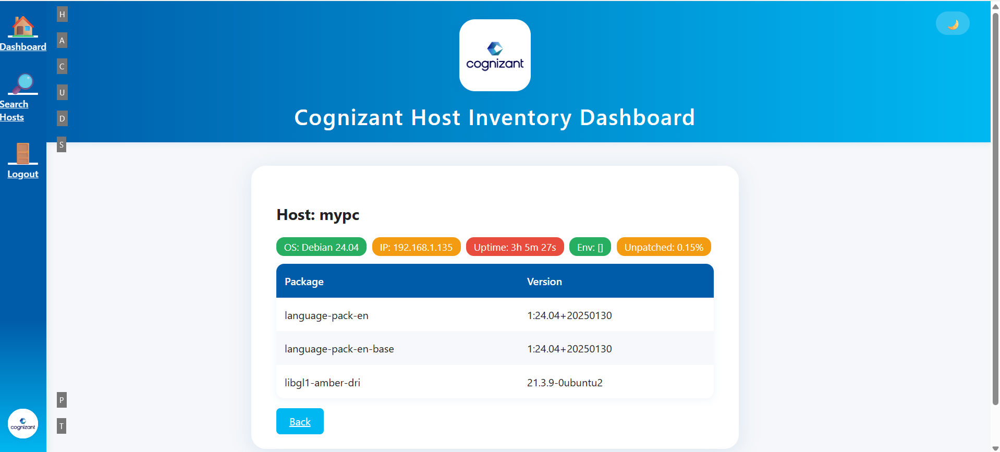 Dashboard
Search
Hosts
Logout
cognizant
H
A
C
U
D
S
P
T
cognizant
Cognizant Host Inventory Dashboard
Host: mypc
OS: Debian 24.04 IP: 192.168.1.135 Uptime: 3h 5m 27s Env: [] Unpatched: 0.15%
Package Version
language-pack-en 1:24.04+20250130
language-pack-en-base 1:24.04+20250130
libgl1-amber-dri 21.3.9-0ubuntu2
Back